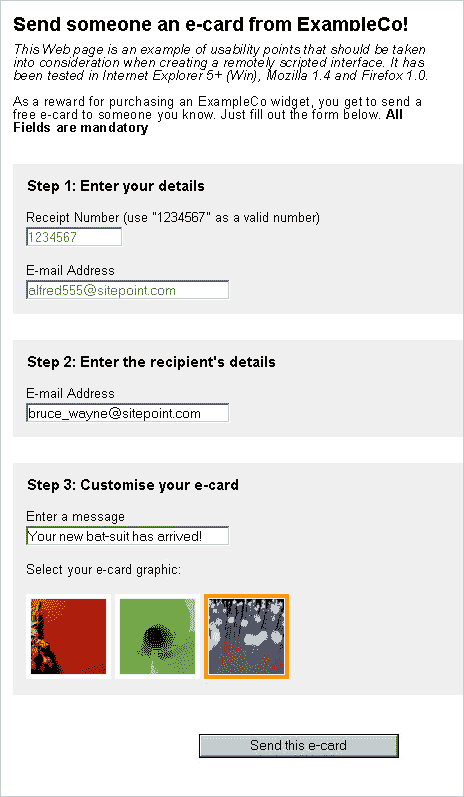 Send someone an e-card from ExampleCo!
This Web page is an example of usability points that should be taken
into consideration when creating a remotely scripted interface. It has
been tested in Internet Explorer 5+ (Win), Mozilla 1.4 and Firefox 1.0.
As a reward for purchasing an ExampleCo widget, you get to send a
free e-card to someone you know. Just fill out the form below. All
Fields are mandatory
Step 1: Enter your details
Receipt Number (use "1234567" as a valid number)
1234567
E-mail Address
alfred555@sitepoint.com
Step 2: Enter the recipient's details
E-mail Address
bruce_wayne@sitepoint.com
Step 3: Customise your e-card
Enter a message
Your new bat-suit has arrived!
Select your e-card graphic:
Send this e-card